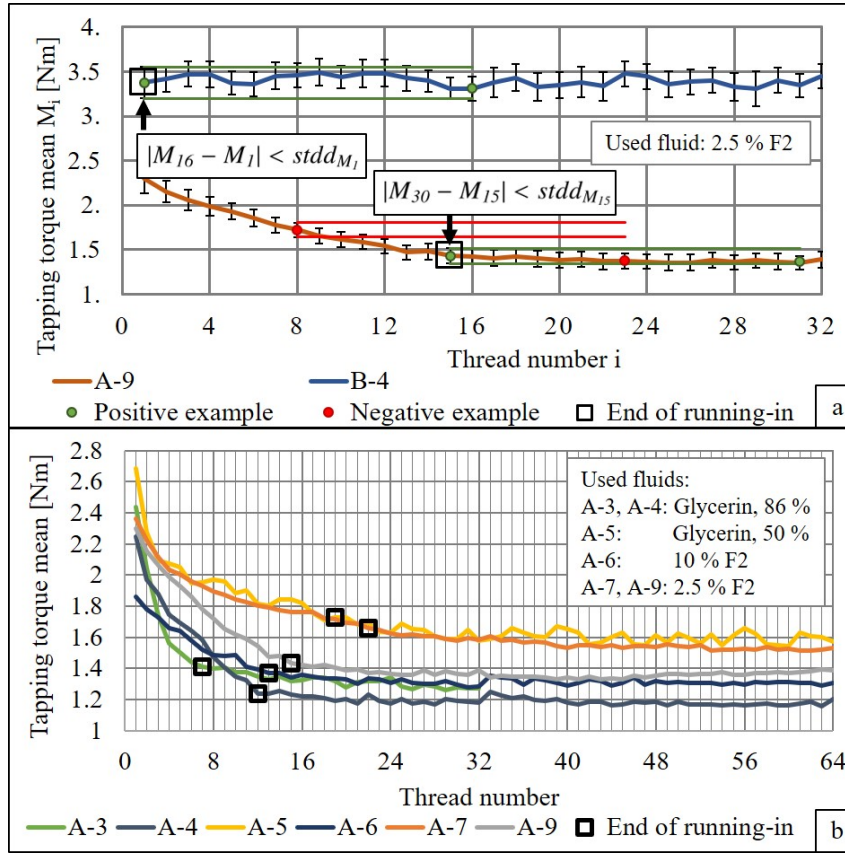 Tapping torque mean Mᵢ [Nm]
4.
3.5
3.
2.5
2.
1.5
1.
|M₁₆ − M₁| < stdd_M₁
Used fluid: 2.5 % F2
|M₃₀ − M₁₅| < stdd_M₁₅
0 4 8 12 16 20 24 28 32
Thread number i
A-9 B-4
Positive example Negative example End of running-in
a
Tapping torque mean [Nm]
2.8
2.6
2.4
2.2
2
1.8
1.6
1.4
1.2
1
Used fluids:
A-3, A-4: Glycerin, 86 %
A-5: Glycerin, 50 %
A-6: 10 % F2
A-7, A-9: 2.5 % F2
0 8 16 24 32 40 48 56 64
Thread number
A-3 A-4 A-5 A-6 A-7 A-9 End of running-in
b